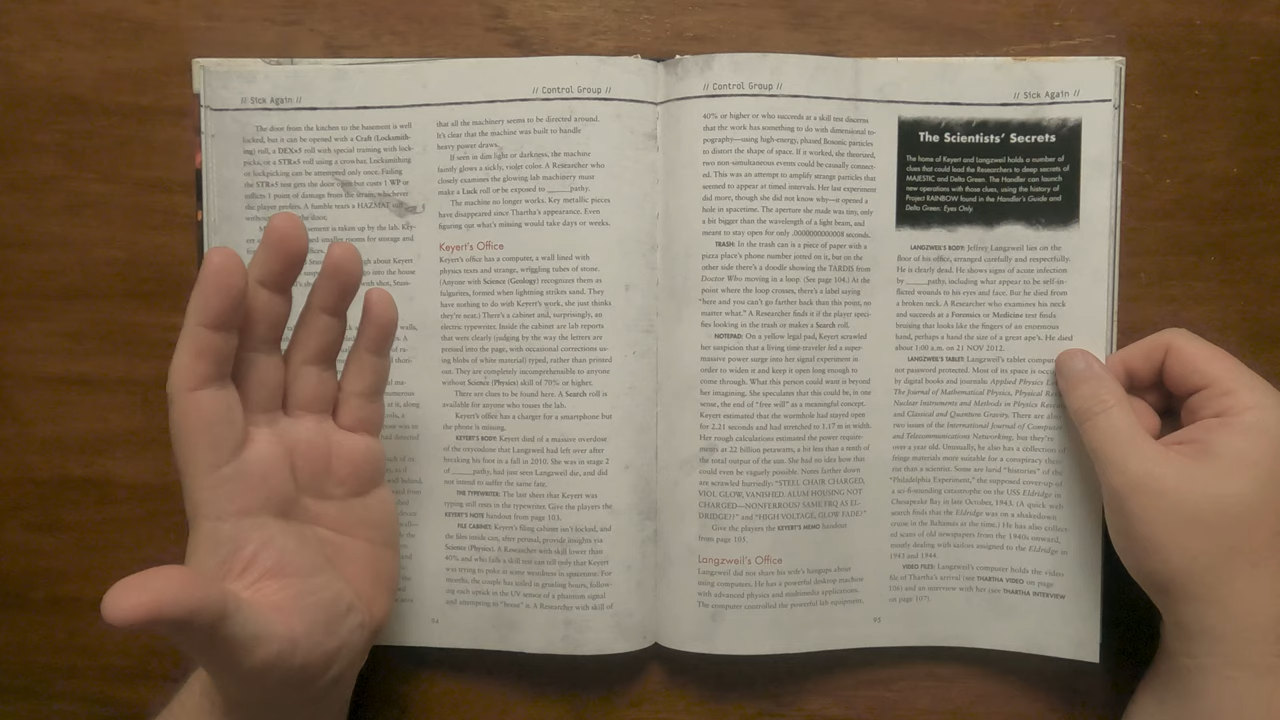 // Sick Again //
// Control Group //
The door from the kitchen to the basement is well
locked, but it can be opened with a Craft (Locksmith-
ing) roll, a DEX×5 roll with special training with lock-
picks, or a STR×5 roll using a crowbar. Locksmithing
or lockpicking can be attempted only once. Failing
the STR×5 test gets the door open but costs 1 WP or
inflicts 1 point of damage from the strain, whichever
the player prefers. A fumble tears a HAZMAT suit
without the door.
basement is taken up by the lab. Key-
smaller rooms for storage and
about Keyert
go into the house
that all the machinery seems to be directed around.
It's clear that the machine was built to handle
heavy power draws.
If seen in dim light or darkness, the machine
faintly glows a sickly, violet color. A Researcher who
closely examines the glowing lab machinery must
make a Luck roll or be exposed to _____pathy.
The machine no longer works. Key metallic pieces
have disappeared since Thartha's appearance. Even
figuring out what's missing would take days or weeks.
Keyert's Office
Keyert's office has a computer, a wall lined with
physics texts and strange, wriggling tubes of stone.
(Anyone with Science (Geology) recognizes them as
fulgurites, formed when lightning strikes sand. They
have nothing to do with Keyert's work, she just thinks
they're neat.) There's a cabinet and, surprisingly, an
electric typewriter. Inside the cabinet are lab reports
that were clearly (judging by the way the letters are
pressed into the page, with occasional corrections us-
ing blobs of white material) typed, rather than printed
out. They are completely incomprehensible to anyone
without Science (Physics) skill of 70% or higher.
There are clues to be found here. A Search roll is
available for anyone who tosses the lab.
Keyert's office has a charger for a smartphone but
the phone is missing.
KEYERT'S BODY: Keyert died of a massive overdose
of the oxycodone that Langzweil had left over after
breaking his foot in a fall in 2010. She was in stage 2
of _____pathy, had just seen Langzweil die, and did
not intend to suffer the same fate.
THE TYPEWRITER: The last sheet that Keyert was
typing still rests in the typewriter. Give the players the
KEYERT'S NOTE handout from page 103.
FILE CABINET: Keyert's filing cabinet isn't locked, and
the film inside can, after perusal, provide insights via
Science (Physics). A Researcher with skill lower than
40% and who fails a skill test can tell only that Keyert
was trying to poke at some weirdness in spacetime. For
months, the couple has toiled in grueling hours, follow-
ing each uptick in the UV sensor of a phantom signal
and attempting to "boost" it. A Researcher with skill of
94
// Control Group //
// Sick Again //
40% or higher or who succeeds at a skill test discerns
that the work has something to do with dimensional to-
pography—using high-energy, phased Bosonic particles
to distort the shape of space. If it worked, she theorized,
two non-simultaneous events could be causally connect-
ed. This was an attempt to amplify strange particles that
seemed to appear at timed intervals. Her last experiment
did more, though she did not know why—it opened a
hole in spacetime. The aperture she made was tiny, only
a bit bigger than the wavelength of a light beam, and
meant to stay open for only .0000000000008 seconds.
TRASH: In the trash can is a piece of paper with a
pizza place's phone number jotted on it, but on the
other side there's a doodle showing the TARDIS from
Doctor Who moving in a loop. (See page 104.) At the
point where the loop crosses, there's a label saying
"here and you can't go farther back than this point, no
matter what." A Researcher finds it if the player speci-
fies looking in the trash or makes a Search roll.
NOTEPAD: On a yellow legal pad, Keyert scrawled
her suspicion that a living time-traveler fed a super-
massive power surge into her signal experiment in
order to widen it and keep it open long enough to
come through. What this person could want is beyond
her imagining. She speculates that this could be, in one
sense, the end of "free will" as a meaningful concept.
Keyert estimated that the wormhole had stayed open
for 2.21 seconds and had stretched to 1.17 m in width.
Her rough calculations estimated the power require-
ments at 22 billion petawatts, a bit less than a tenth of
the total output of the sun. She had no idea how this
could even be vaguely possible. Notes farther down
are scrawled hurriedly: "STEEL CHAIR CHARGED,
VIOL GLOW, VANISHED. ALUM HOUSING NOT
CHARGED—NONFERROUS? SAME FRQ AS EL-
DRIDGE??" and "HIGH VOLTAGE, GLOW FADE?"
Give the players the KEYERT'S MEMO handout
from page 105.
Langzweil's Office
Langzweil did not share his wife's hangups about
using computers. He has a powerful desktop machine
with advanced physics and multimedia applications.
The computer controlled the powerful lab equipment.
The Scientists' Secrets
The home of Keyert and Langzweil holds a number of
clues that could lead the Researchers to deep secrets of
MAJESTIC and Delta Green. The Handler can launch
new operations with those clues, using the history of
Project RAINBOW found in the Handler's Guide and
Delta Green: Eyes Only.
LANGZWEIL'S BODY: Jeffrey Langzweil lies on the
floor of his office, arranged carefully and respectfully.
He is clearly dead. He shows signs of acute infection
by _____pathy, including what appear to be self-in-
flicted wounds to his eyes and face. But he died from
a broken neck. A Researcher who examines his neck
and succeeds at a Forensics or Medicine test finds
bruising that looks like the fingers of an enormous
hand, perhaps a hand the size of a great ape's. He died
about 1:00 a.m. on 21 NOV 2012.
LANGZWEIL'S TABLET: Langzweil's tablet computer
not password protected. Most of its space is
by digital books and journals: Applied Physics
The Journal of Mathematical Physics, Physical
Nuclear Instruments and Methods in Physics
and Classical and Quantum Gravity. There are
two issues of the International Journal of Computer
and Telecommunications Networking, but they're
over a year old. Unusually, he also has a collection of
fringe materials more suitable for a conspiracy theo-
rist than a scientist. Some are lurid "histories" of the
"Philadelphia Experiment," the supposed cover-up of
a sci-fi-sounding catastrophe on the USS Eldridge in
Chesapeake Bay in late October, 1943. (A quick web
search finds that the Eldridge was on a shakedown
cruise in the Bahamas at the time.) He has also collect-
ed scans of old newspapers from the 1940s onward,
mostly dealing with sailors assigned to the Eldridge in
1943 and 1944.
VIDEO FILES: Langzweil's computer holds the video
file of Thartha's arrival (see THARTHA VIDEO on page
106) and an interview with her (see THARTHA INTERVIEW
on page 107).
95